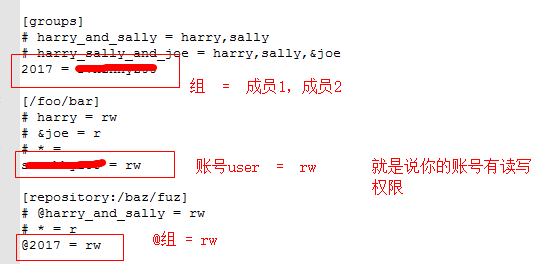 [groups]
# harry_and_sally = harry,sally
# harry_sally_and_joe = harry,sally,&joe
2017 =
组 = 成员1，成员2
[/foo/bar]
# harry = rw
# &joe = r
# * =
s = rw
账号user = rw 就是说你的账号有读写
权限
[repository:/baz/fuz]
# @harry_and_sally = rw
# * = r
@2017 = rw
@组 = rw